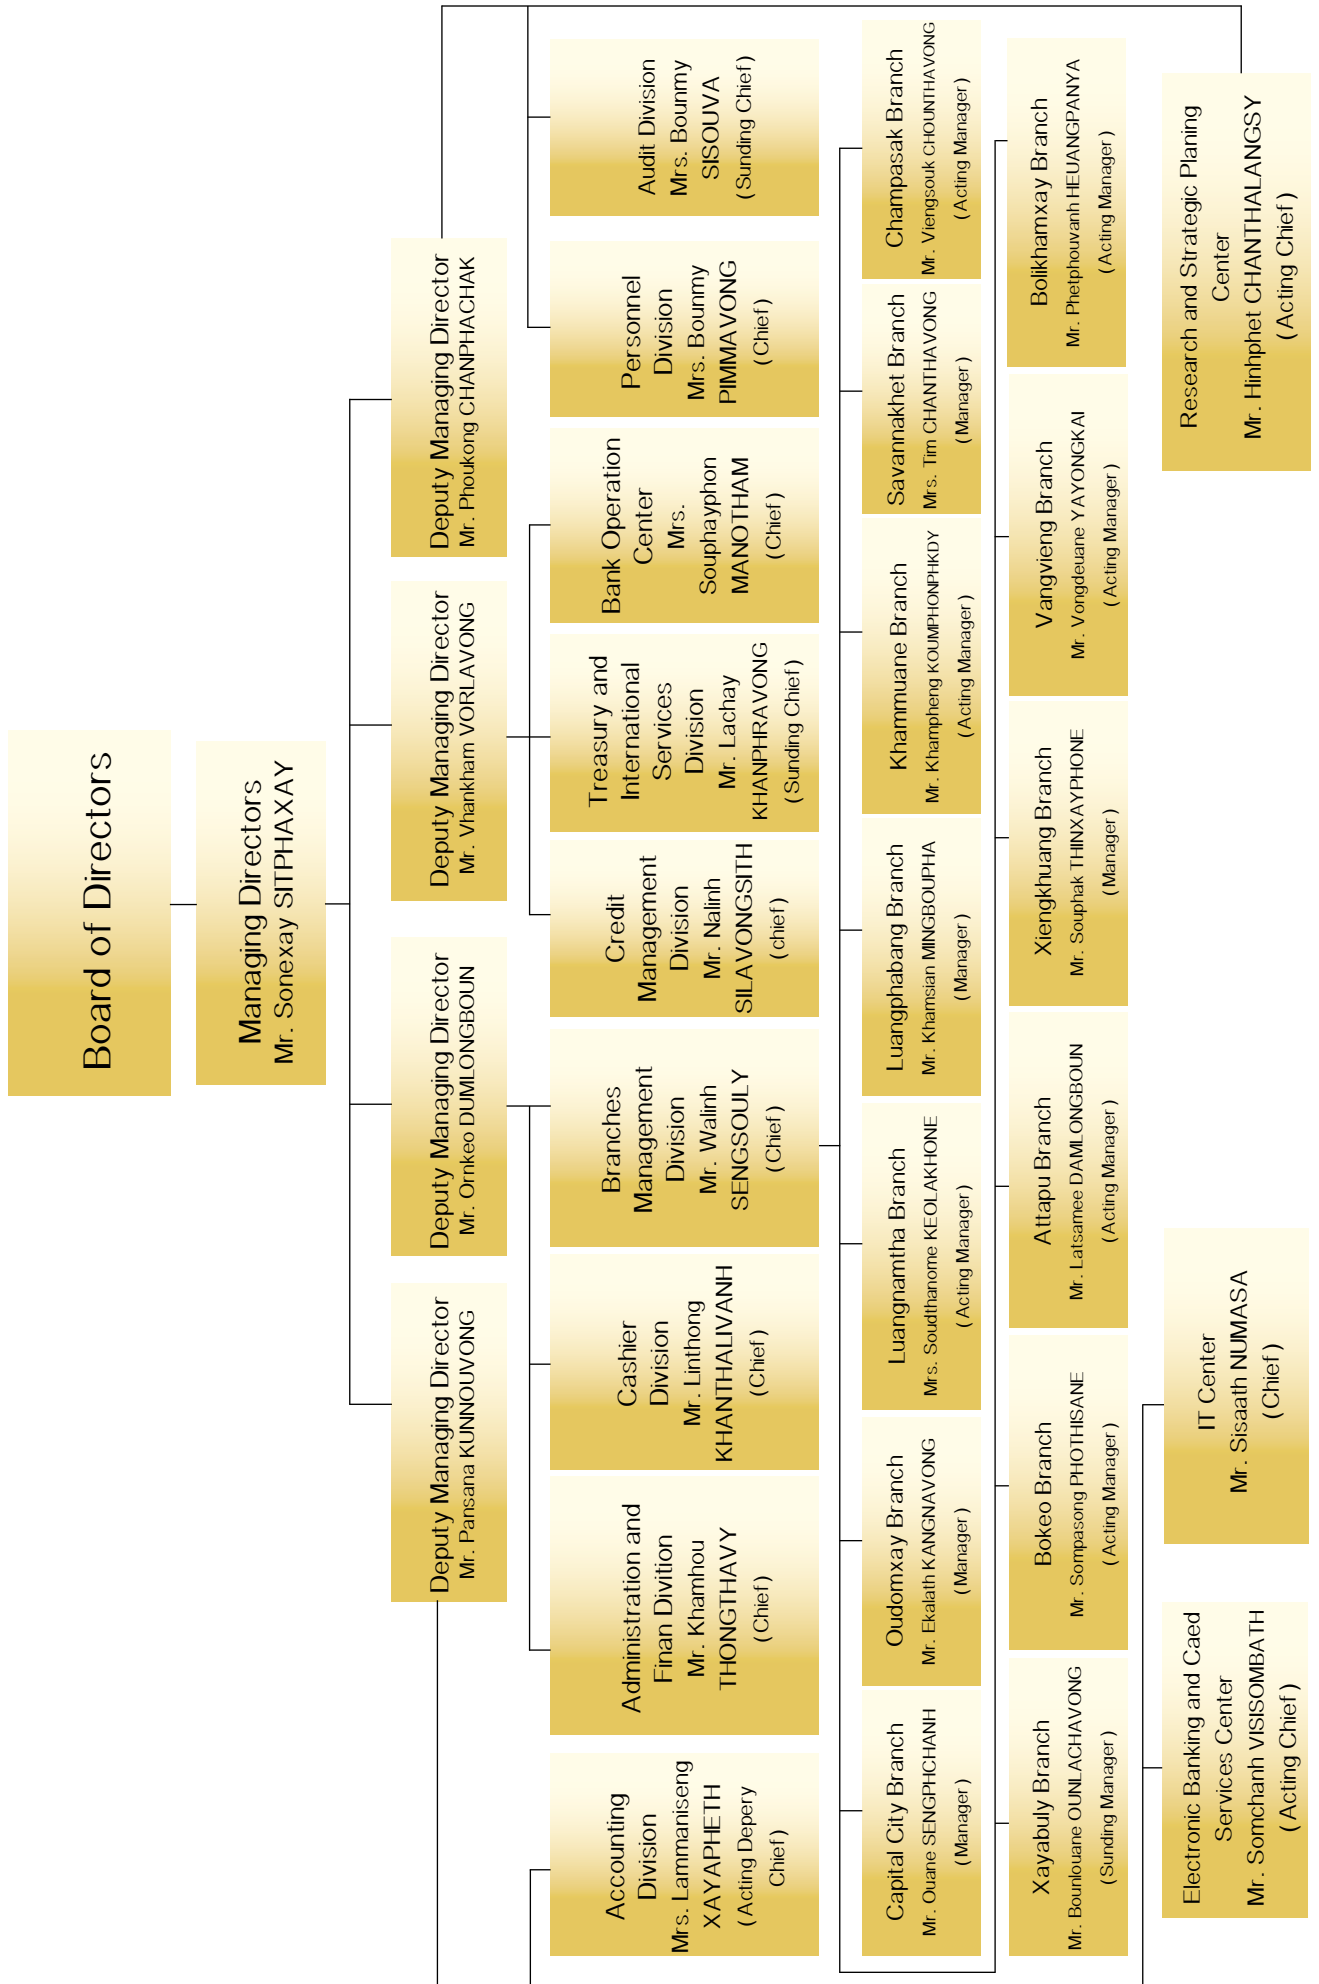 Board of Directors
Managing Directors
Mr. Sonexay SITPHAXAY
Deputy Managing Director
Mr. Pansana KUNNOUVONG
Deputy Managing Director
Mr. Ornkeo DUMLONGBOUN
Deputy Managing Director
Mr. Vhankham VORLAVONG
Deputy Managing Director
Mr. Phoukong CHANPHACHAK
Accounting
Division
Mrs. Lammaniseng
XAYAPHETH
(Acting Depery
Chief)
Administration and
Finan Divition
Mr. Khamhou
THONGTHAVY
(Chief)
Cashier
Division
Mr. Linthong
KHANTHALIVANH
(Chief)
Branches
Management
Division
Mr. Walinh
SENGSOULY
(Chief)
Credit
Management
Division
Mr. Nalinh
SILAVONGSITH
(chief)
Treasury and
International
Services
Division
Mr. Lachay
KHANPHRAVONG
(Sunding Chief)
Bank Operation
Center
Mrs.
Souphayphon
MANOTHAM
(Chief)
Personnel
Division
Mrs. Bounmy
PIMMAVONG
(Chief)
Audit Division
Mrs. Bounmy
SISOUVA
(Sunding Chief)
Capital City Branch
Mr. Ouane SENGPHCHANH
(Manager)
Oudomxay Branch
Mr. Ekalath KANGNAVONG
(Manager)
Luangnamtha Branch
Mrs. Soudthanome KEOLAKHONE
(Acting Manager)
Luangphabang Branch
Mr. Khamsian MINGBOUPHA
(Manager)
Khammuane Branch
Mr. Khampheng KOUMPHONPHKDY
(Acting Manager)
Savannakhet Branch
Mrs. Tim CHANTHAVONG
(Manager)
Champasak Branch
Mr. Viengsouk CHOUNTHAVONG
(Acting Manager)
Xayabuly Branch
Mr. Bounlouane OUNLACHAVONG
(Sunding Manager)
Bokeo Branch
Mr. Sompasong PHOTHISANE
(Acting Manager)
Attapu Branch
Mr. Latsamee DAMLONGBOUN
(Acting Manager)
Xiengkhuang Branch
Mr. Souphak THINXAYPHONE
(Manager)
Vangvieng Branch
Mr. Vongdeuane YAYONGKAI
(Acting Manager)
Bolikhamxay Branch
Mr. Phetphouvanh HEUANGPANYA
(Acting Manager)
Electronic Banking and Caed
Services Center
Mr. Somchanh VISISOMBATH
(Acting Chief)
IT Center
Mr. Sisaath NUMASA
(Chief)
Research and Strategic Planing
Center
Mr. Hinhphet CHANTHALANGSY
(Acting Chief)